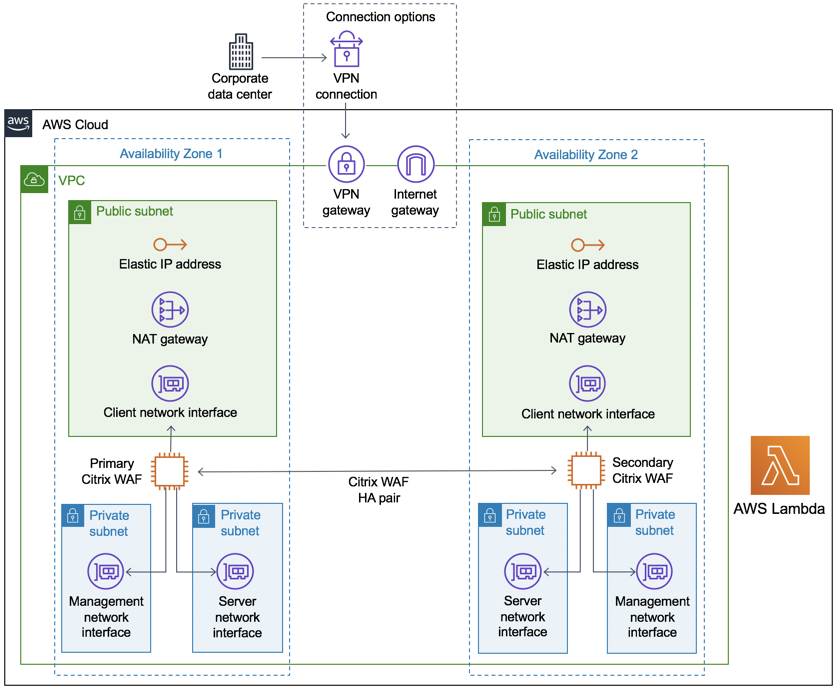 Connection options
Corporate
data center
VPN
connection
aws
AWS Cloud
Availability Zone 1
Availability Zone 2
VPC
VPN
gateway
Internet
gateway
Public subnet
Elastic IP address
NAT gateway
Client network interface
Public subnet
Elastic IP address
NAT gateway
Client network interface
Primary
Citrix WAF
Citrix WAF
HA pair
Secondary
Citrix WAF
AWS Lambda
Private
subnet
Management
network
interface
Private
subnet
Server
network
interface
Private
subnet
Server
network
interface
Private
subnet
Management
network
interface